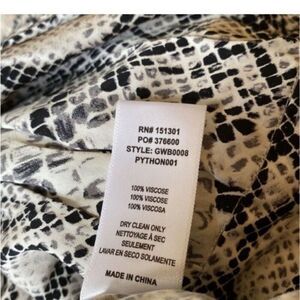 RN# 151301
PO# 376600
STYLE: GWB0008
PYTHON001
100% VISCOSE
100% VISCOSE
100% VISCOSA
DRY CLEAN ONLY
NETTOYAGE À SEC
SEULEMENT
LAVAR EN SECO SOLAMENTE
MADE IN CHINA